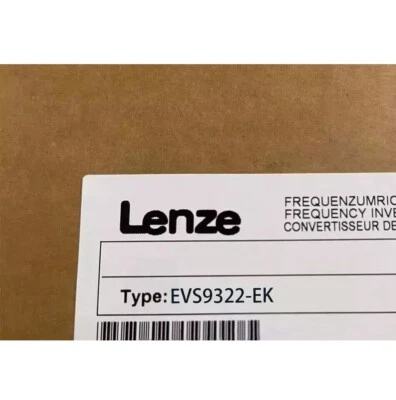 Lenze
FREQUENZUMRIC
FREQUENCY INVE
CONVERTISSEUR DE
Type: EVS9322-EK